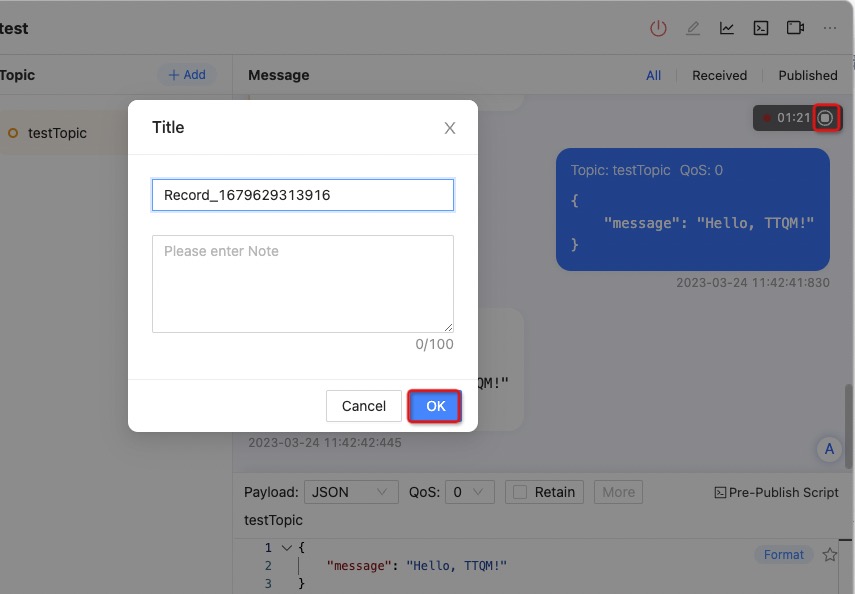 test
Topic
+ Add
testTopic
Message
All
Received
Published
01:21
Topic: testTopic QoS: 0
{
"message": "Hello, TTQM!"
}
2023-03-24 11:42:41:830
Title
Record_1679629313916
Please enter Note
0/100
Cancel
OK
QM!"
2023-03-24 11:42:42:445
A
Payload: JSON QoS: 0 Retain More Pre-Publish Script
testTopic
1 {
2 "message": "Hello, TTQM!"
3 }
Format